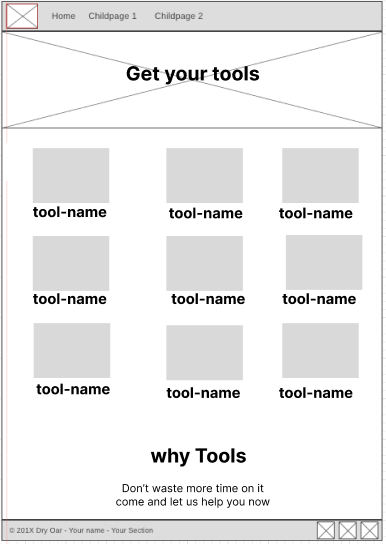 Home Childpage 1 Childpage 2
Get your tools
tool-name tool-name tool-name
tool-name tool-name tool-name
tool-name tool-name tool-name
why Tools
Don't waste more time on it
come and let us help you now
© 201X Dry Oar - Your name - Your Section